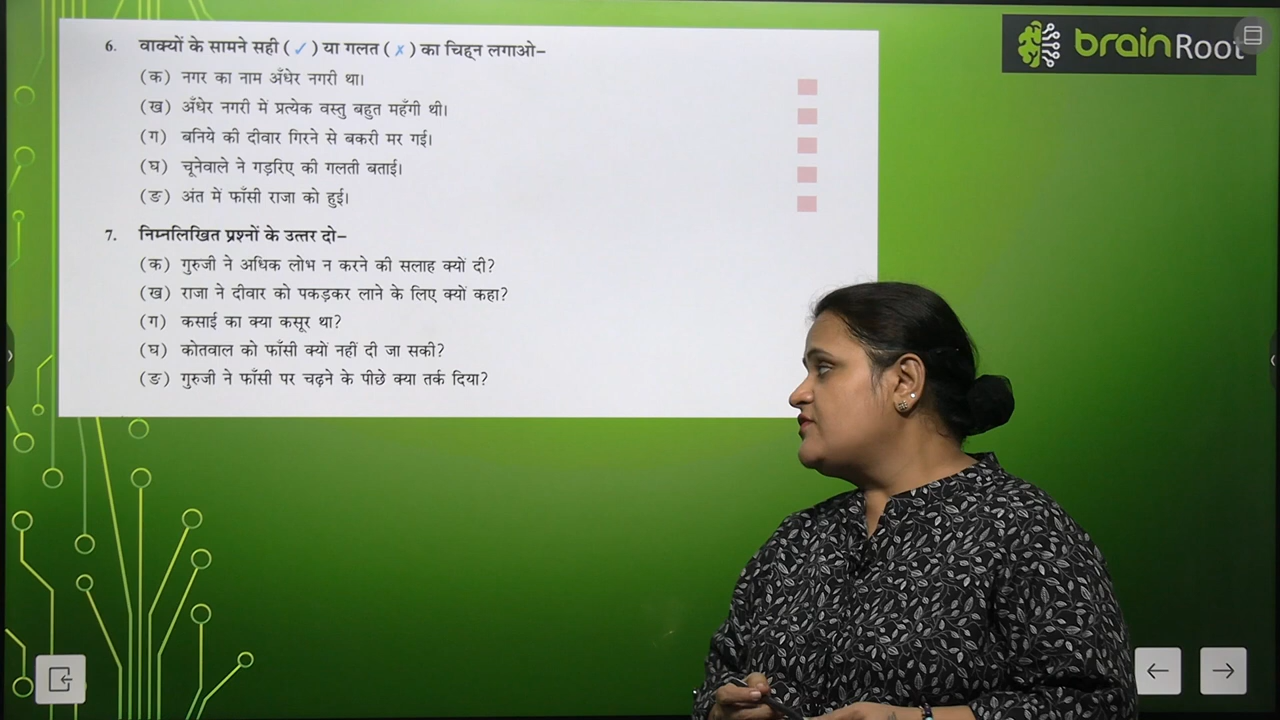 6. वाक्यों के सामने सही (✓) या गलत (✗) का चिह्न लगाओ–
(क) नगर का नाम अँधेर नगरी था।
(ख) अँधेर नगरी में प्रत्येक वस्तु बहुत महँगी थी।
(ग) बनिये की दीवार गिरने से बकरी मर गई।
(घ) चूनेवाले ने गड़रिए की गलती बताई।
(ङ) अंत में फाँसी राजा को हुई।
7. निम्नलिखित प्रश्नों के उत्तर दो–
(क) गुरुजी ने अधिक लोभ न करने की सलाह क्यों दी?
(ख) राजा ने दीवार को पकड़कर लाने के लिए क्यों कहा?
(ग) कसाई का क्या कसूर था?
(घ) कोतवाल को फाँसी क्यों नहीं दी जा सकी?
(ङ) गुरुजी ने फाँसी पर चढ़ने के पीछे क्या तर्क दिया?
brainRoot